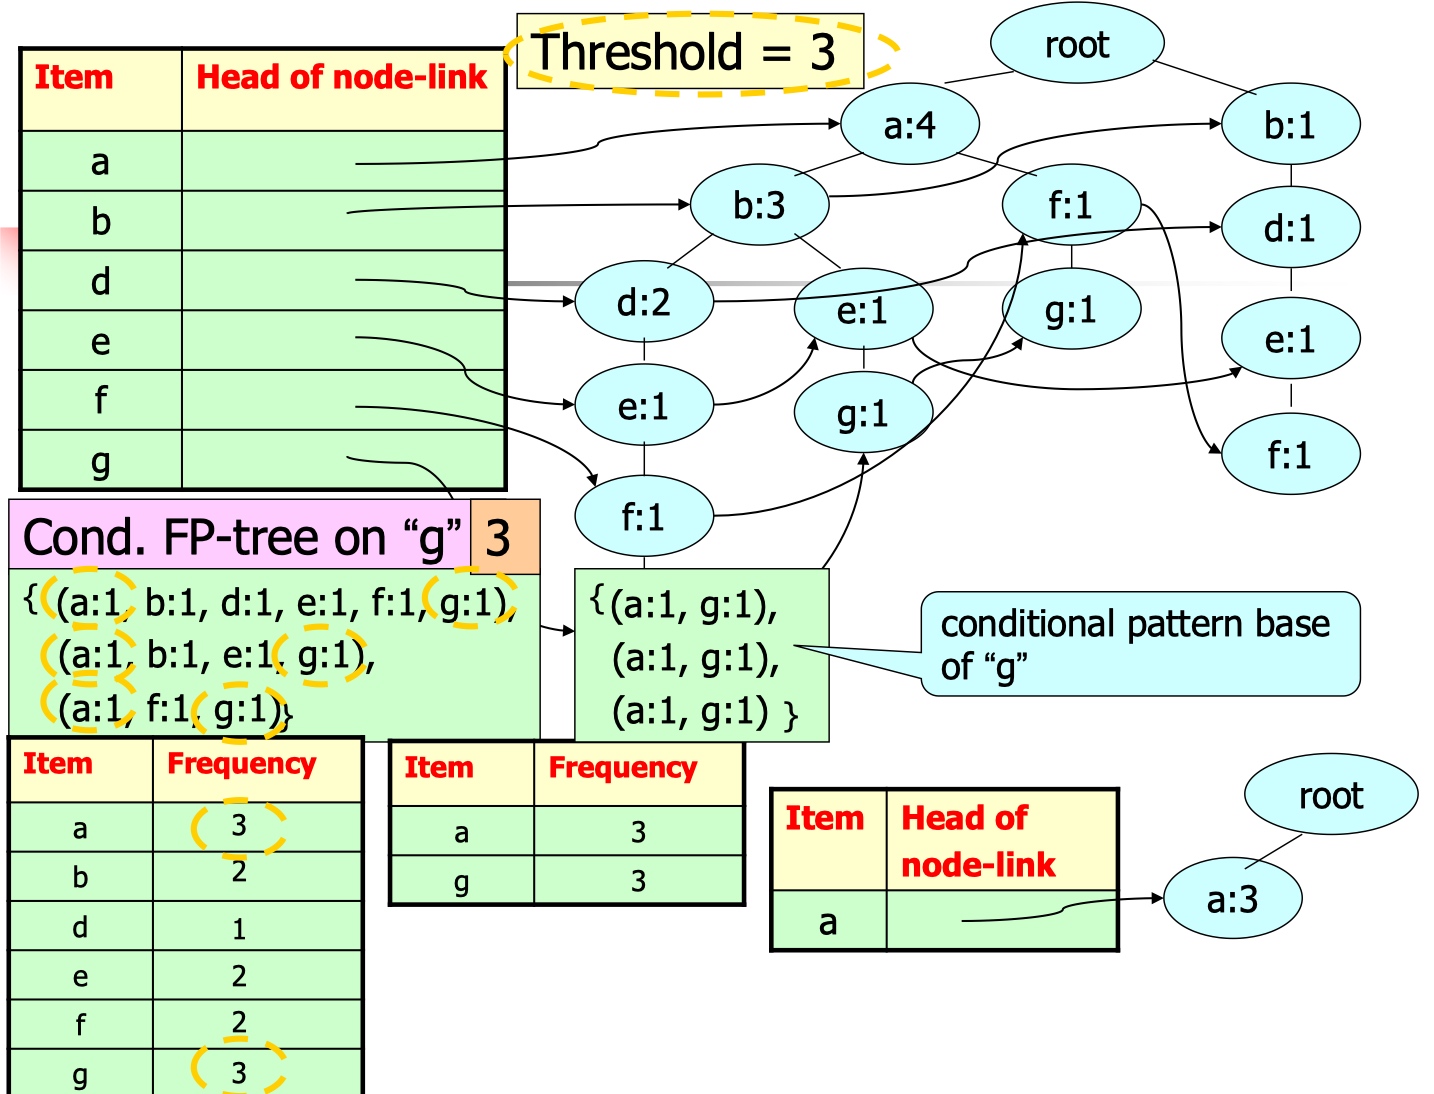 Threshold = 3
Item Head of node-link
a
b
d
e
f
g
root
a:4
b:1
b:3
f:1
d:1
d:2
e:1
g:1
e:1
e:1
g:1
f:1
f:1
Cond. FP-tree on “g” 3
{ (a:1, b:1, d:1, e:1, f:1, g:1),
(a:1, b:1, e:1, g:1),
(a:1, f:1, g:1)}
{ (a:1, g:1),
(a:1, g:1),
(a:1, g:1) }
conditional pattern base
of “g”
Item Frequency
a 3
b 2
d 1
e 2
f 2
g 3
Item Frequency
a 3
g 3
Item Head of
node-link
a
root
a:3